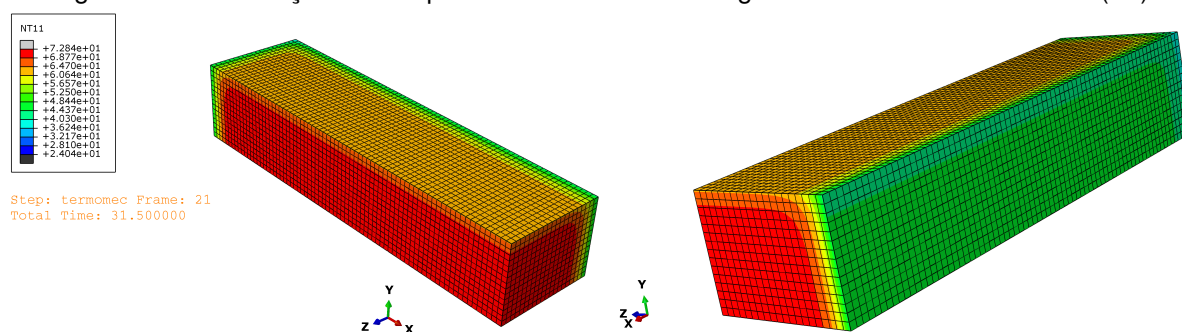 NT11
+7.284e+01
+6.877e+01
+6.470e+01
+6.064e+01
+5.657e+01
+5.250e+01
+4.844e+01
+4.437e+01
+4.030e+01
+3.624e+01
+3.217e+01
+2.810e+01
+2.404e+01
Step: termomec Frame: 21
Total Time: 31.500000
Y
Z
X
Y
Z
X